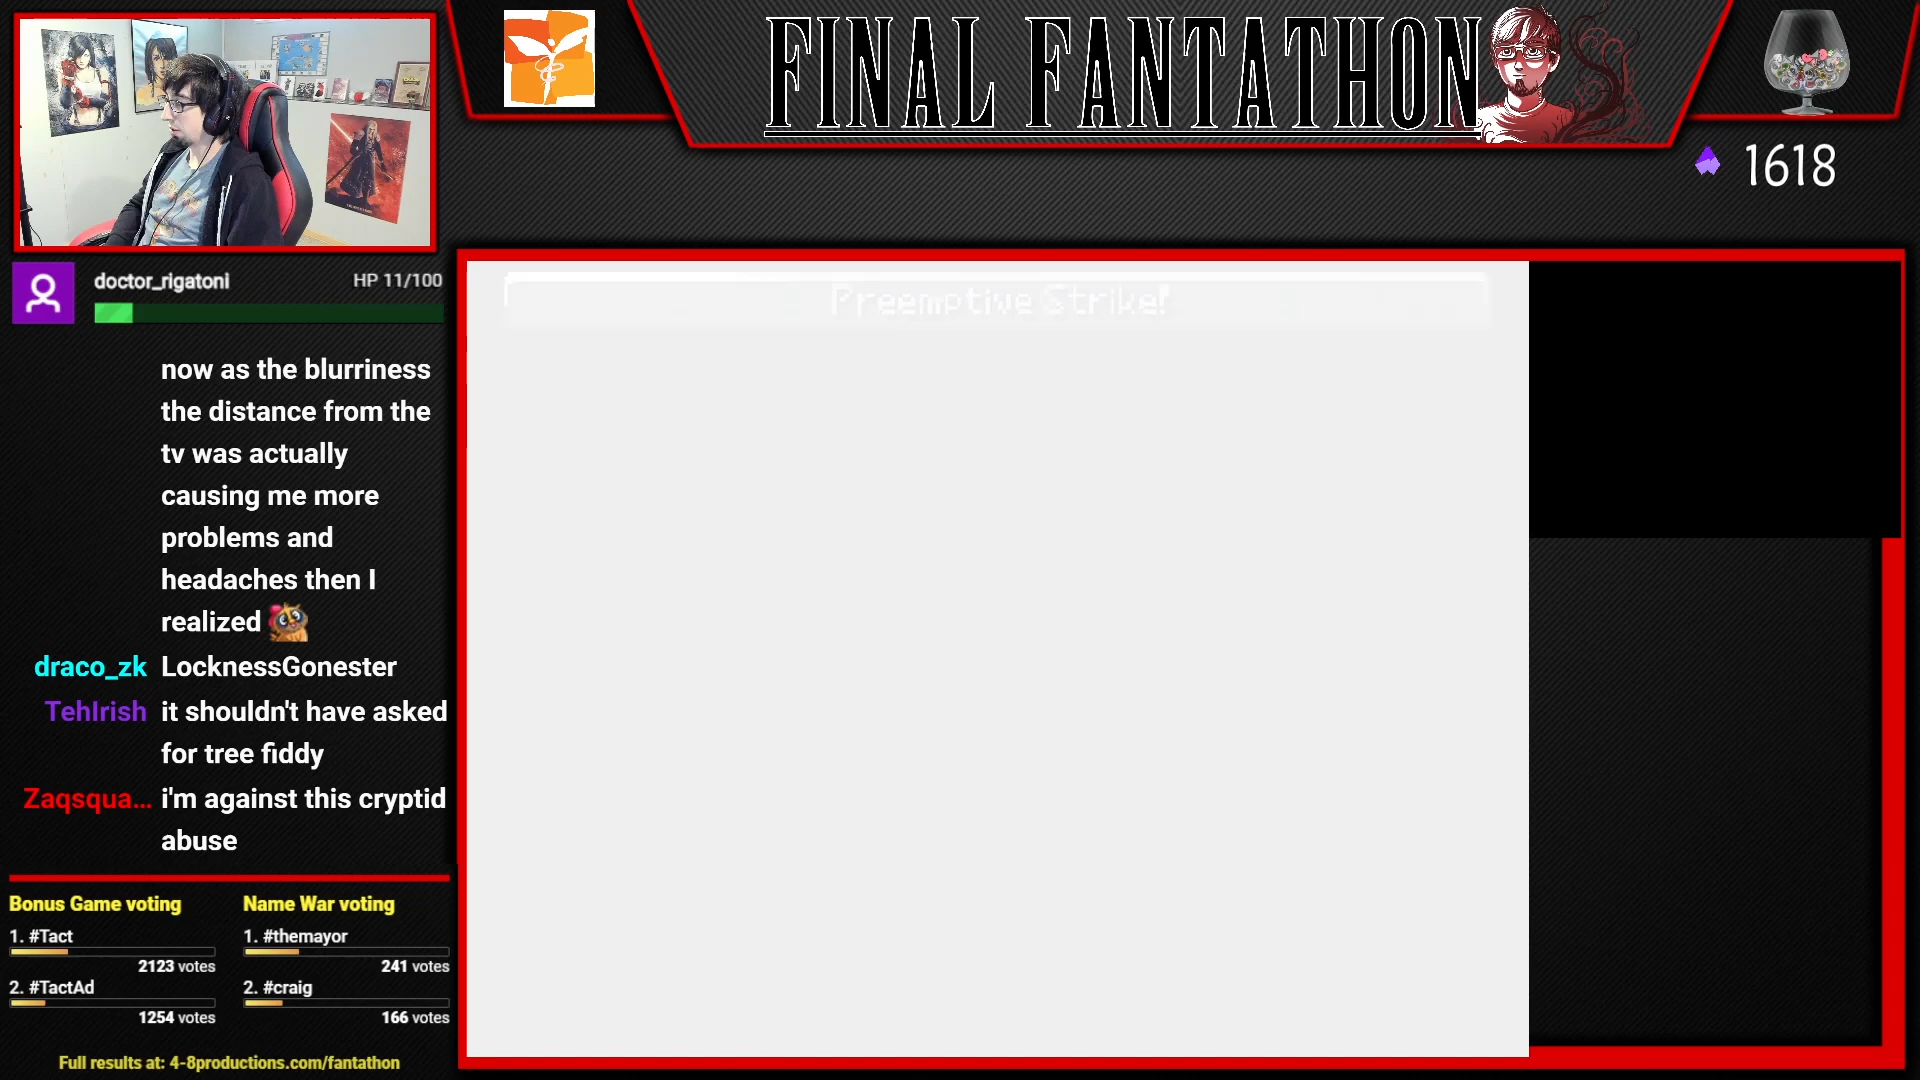 FINAL FANTATHON
1618
doctor_rigatoni HP 11/100
Preemptive Strike!
now as the blurriness
the distance from the
tv was actually
causing me more
problems and
headaches then I
realized
draco_zk LocknessGonester
TehIrish it shouldn't have asked
for tree fiddy
Zaqsqua... i'm against this cryptid
abuse
Bonus Game voting
1. #Tact
2123 votes
2. #TactAd
1254 votes
Name War voting
1. #themayor
241 votes
2. #craig
166 votes
Full results at: 4-8productions.com/fantathon